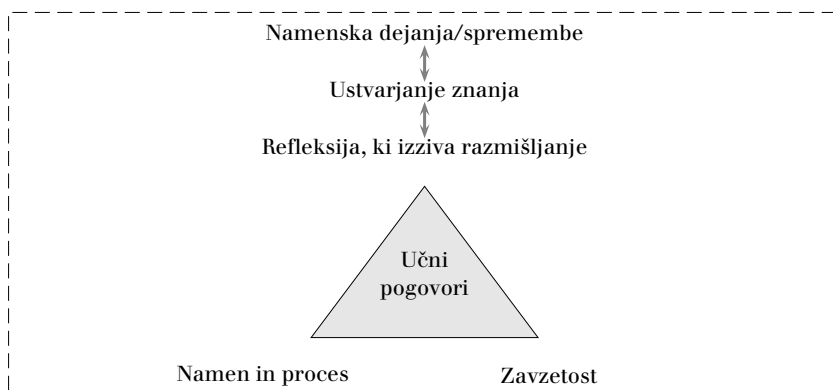 Namenska dejanja/spremembe
Ustvarjanje znanja
Refleksija, ki izziva razmišljanje
Učni
pogovori
Namen in proces
Zavzetost